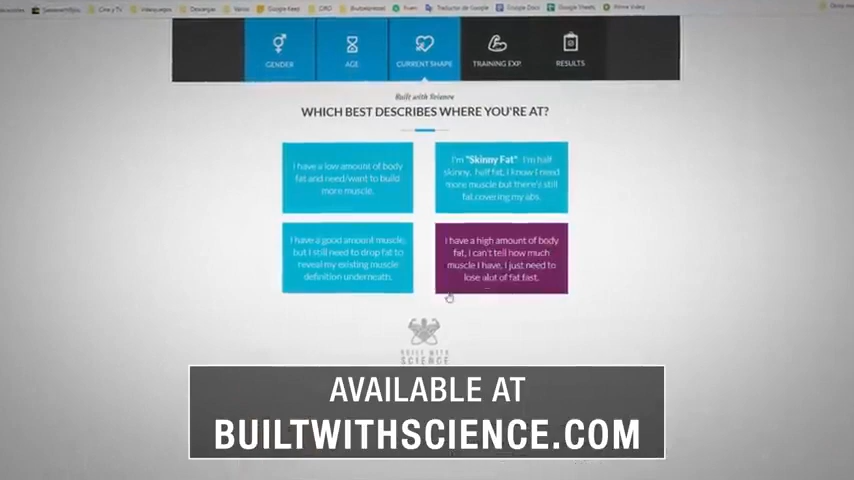 Cine y TV
Videojuegos
Descargar
Varios
Google Keep
Traductor de Google
Google Docs
Google Sheets
Prime Video
GENDER
AGE
CURRENT SHAPE
TRAINING EXP.
RESULTS
Built with Science
WHICH BEST DESCRIBES WHERE YOU'RE AT?
I have a low amount of body
fat and need/want to build
more muscle.
I'm "Skinny Fat" I'm half
skinny, half fat, I know I need
more muscle but there's still
fat covering my abs.
I have a good amount muscle,
but I still need to drop fat to
reveal my existing muscle
definition underneath.
I have a high amount of body
fat, I can't tell how much
muscle I have, I just need to
lose alot of fat fast.
BUILT WITH
SCIENCE
AVAILABLE AT
BUILTWITHSCIENCE.COM